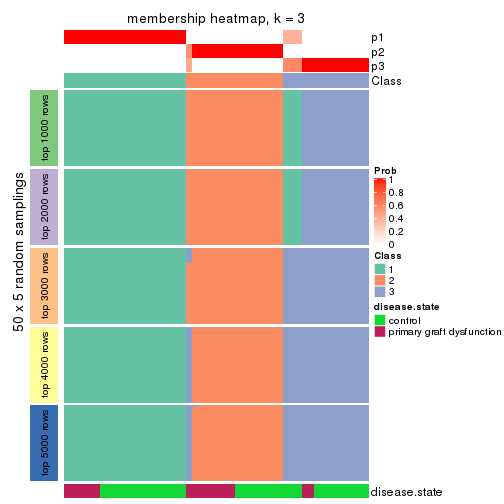 membership heatmap, k = 3
p1
p2
p3
Class
50 x 5 random samplings
top 1000 rows
top 2000 rows
top 3000 rows
top 4000 rows
top 5000 rows
Prob
1
0.8
0.6
0.4
0.2
0
Class
1
2
3
disease.state
control
primary graft dysfunction
disease.state